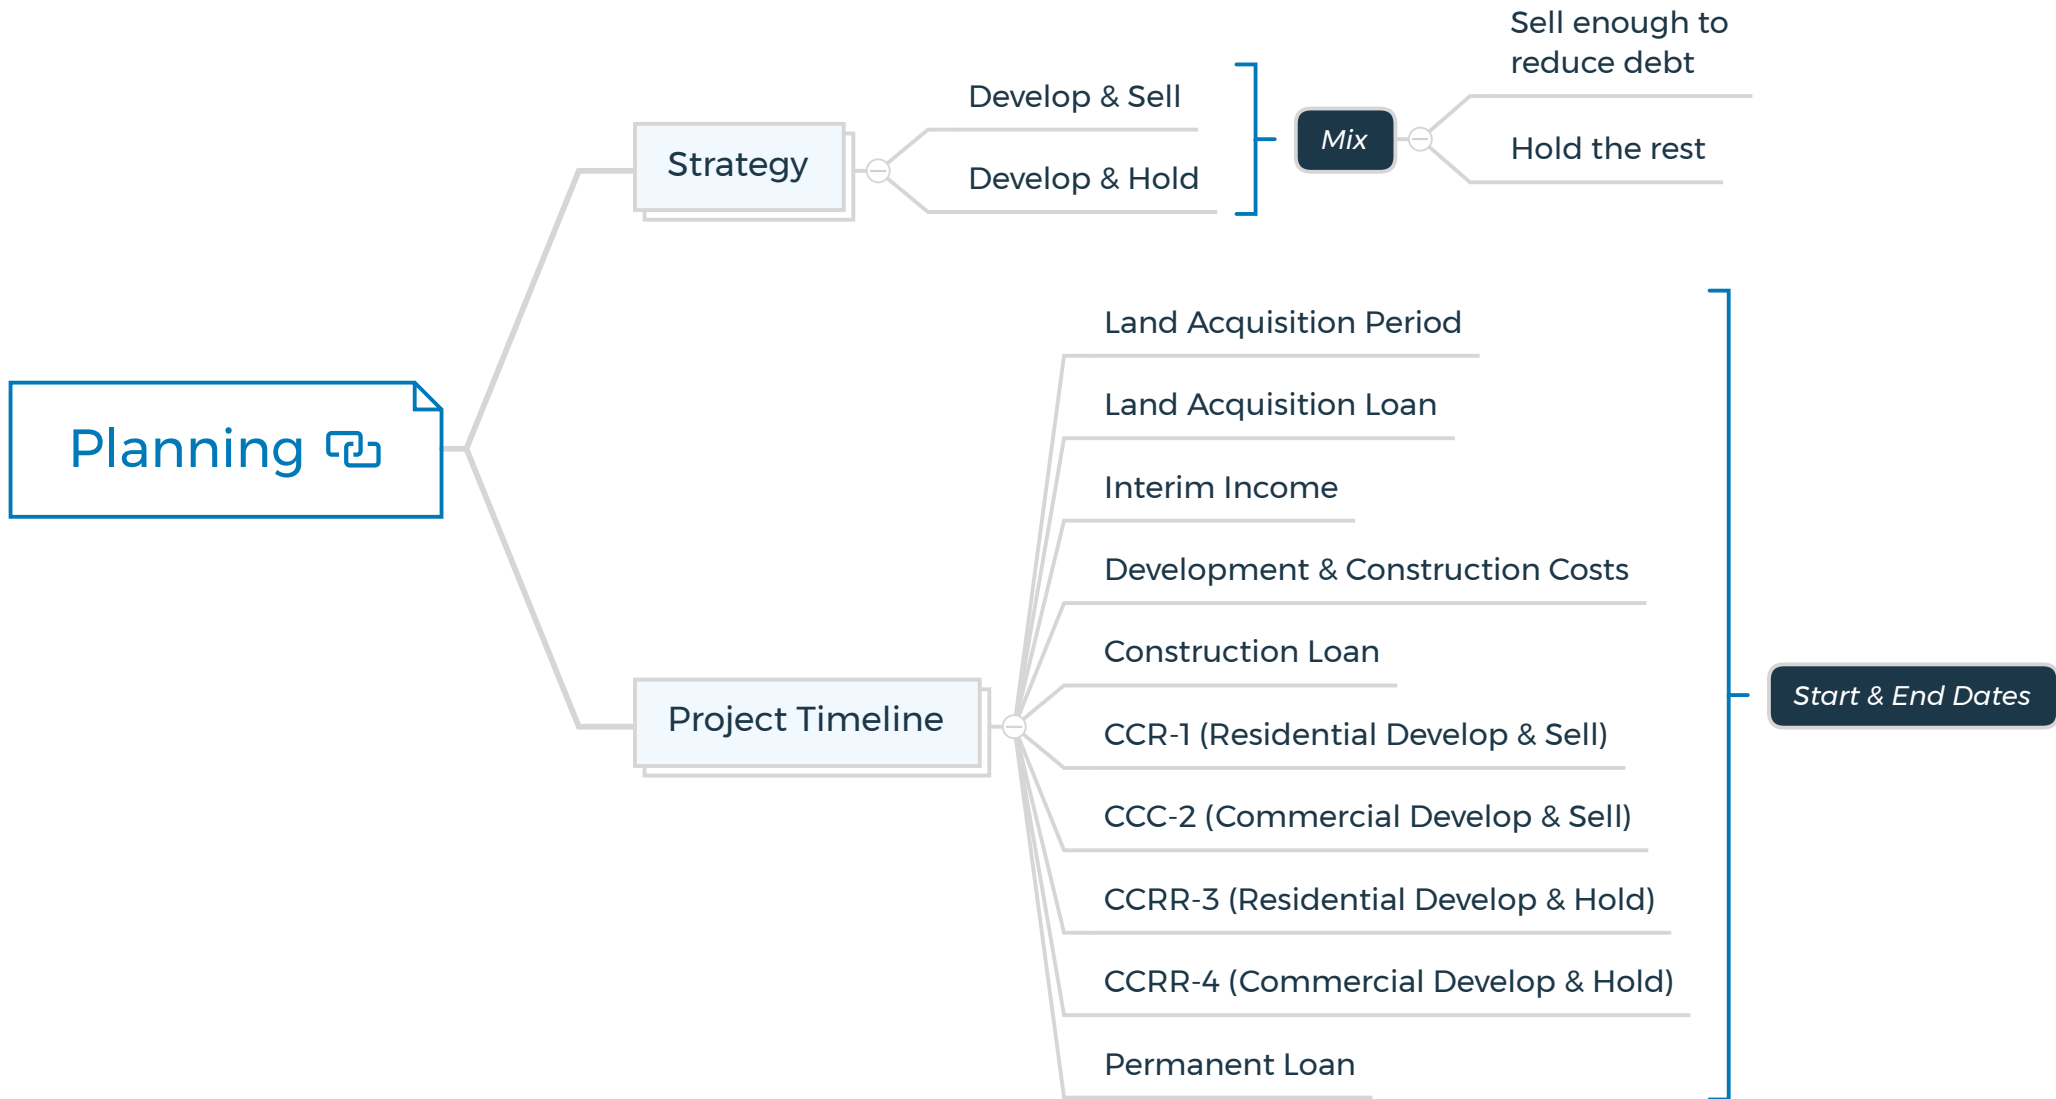 Planning
Strategy
Develop & Sell
Develop & Hold
Mix
Sell enough to
reduce debt
Hold the rest
Project Timeline
Land Acquisition Period
Land Acquisition Loan
Interim Income
Development & Construction Costs
Construction Loan
CCR-1 (Residential Develop & Sell)
CCC-2 (Commercial Develop & Sell)
CCRR-3 (Residential Develop & Hold)
CCRR-4 (Commercial Develop & Hold)
Permanent Loan
Start & End Dates